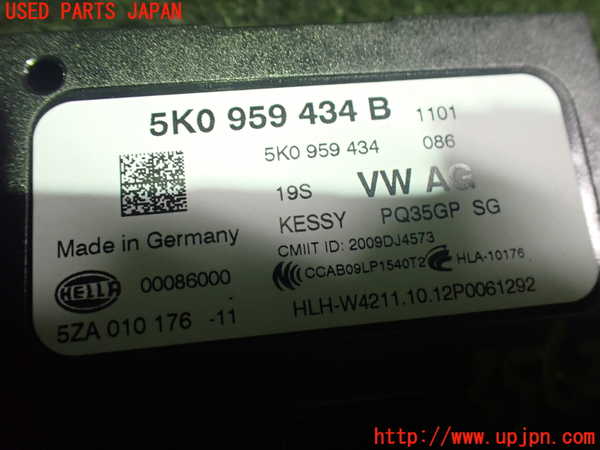 USED PARTS JAPAN
5K0 959 434 B 1101
5K0 959 434 086
19S VW AG
KESSY PQ35GP SG
Made in Germany
CMIIT ID: 2009DJ4573
HELLA 00086000
CCAB09LP1540T2 HLA-10176
5ZA 010 176 -11
HLH-W4211.10.12P0061292
http://www.upjpn.com/